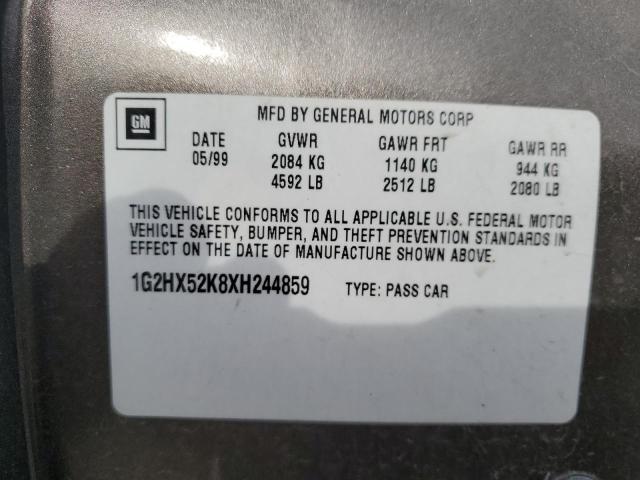 GM
MFD BY GENERAL MOTORS CORP
DATE GVWR GAWR FRT GAWR RR
05/99 2084 KG 1140 KG 944 KG
4592 LB 2512 LB 2080 LB
THIS VEHICLE CONFORMS TO ALL APPLICABLE U.S. FEDERAL MOTOR
VEHICLE SAFETY, BUMPER, AND THEFT PREVENTION STANDARDS IN
EFFECT ON THE DATE OF MANUFACTURE SHOWN ABOVE.
1G2HX52K8XH244859 TYPE: PASS CAR